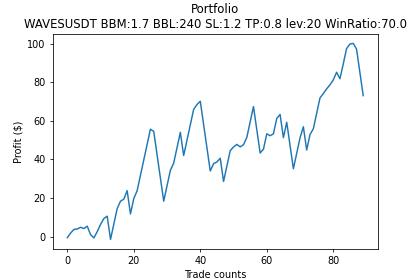 Portfolio
WAVESUSDT BBM:1.7 BBL:240 SL:1.2 TP:0.8 lev:20 WinRatio:70.0
100
80
60
40
20
0
Profit ($)
0 20 40 60 80
Trade counts